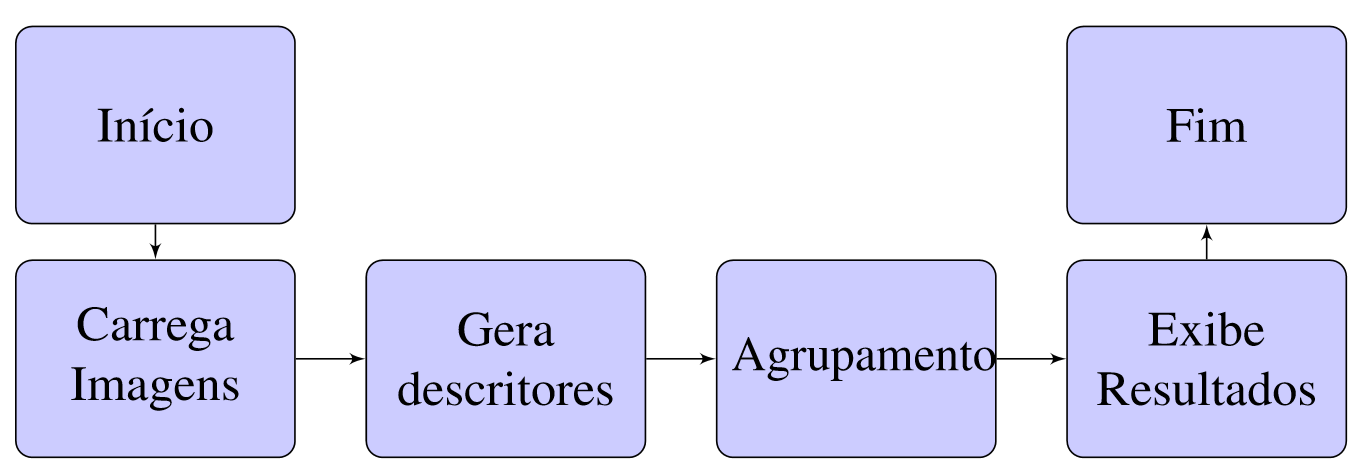 Início
Fim
Carrega
Imagens
Gera
descritores
Agrupamento
Exibe
Resultados